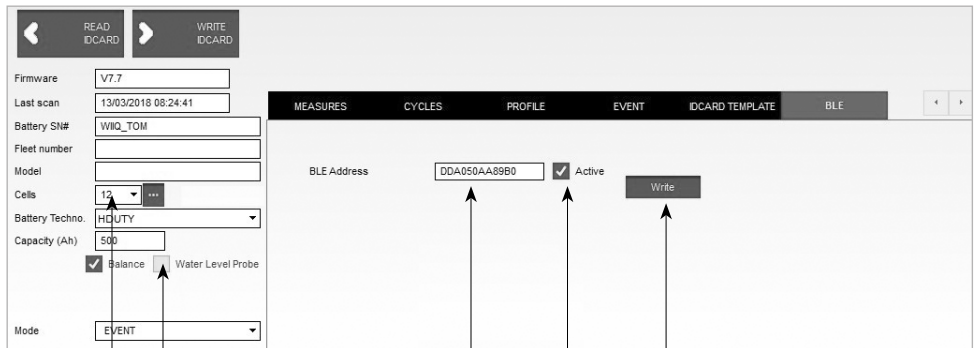 READ IDCARD
WRITE IDCARD
Firmware V7.7
Last scan 13/03/2018 08:24:41
Battery SN# WIIQ_TOM
Fleet number
Model
Cells 12 ...
Battery Techno. HDUTY
Capacity (Ah) 500
Balance Water Level Probe
Mode EVENT
MEASURES CYCLES PROFILE EVENT IDCARD TEMPLATE BLE
BLE Address DDA050AA89B0 Active
Write